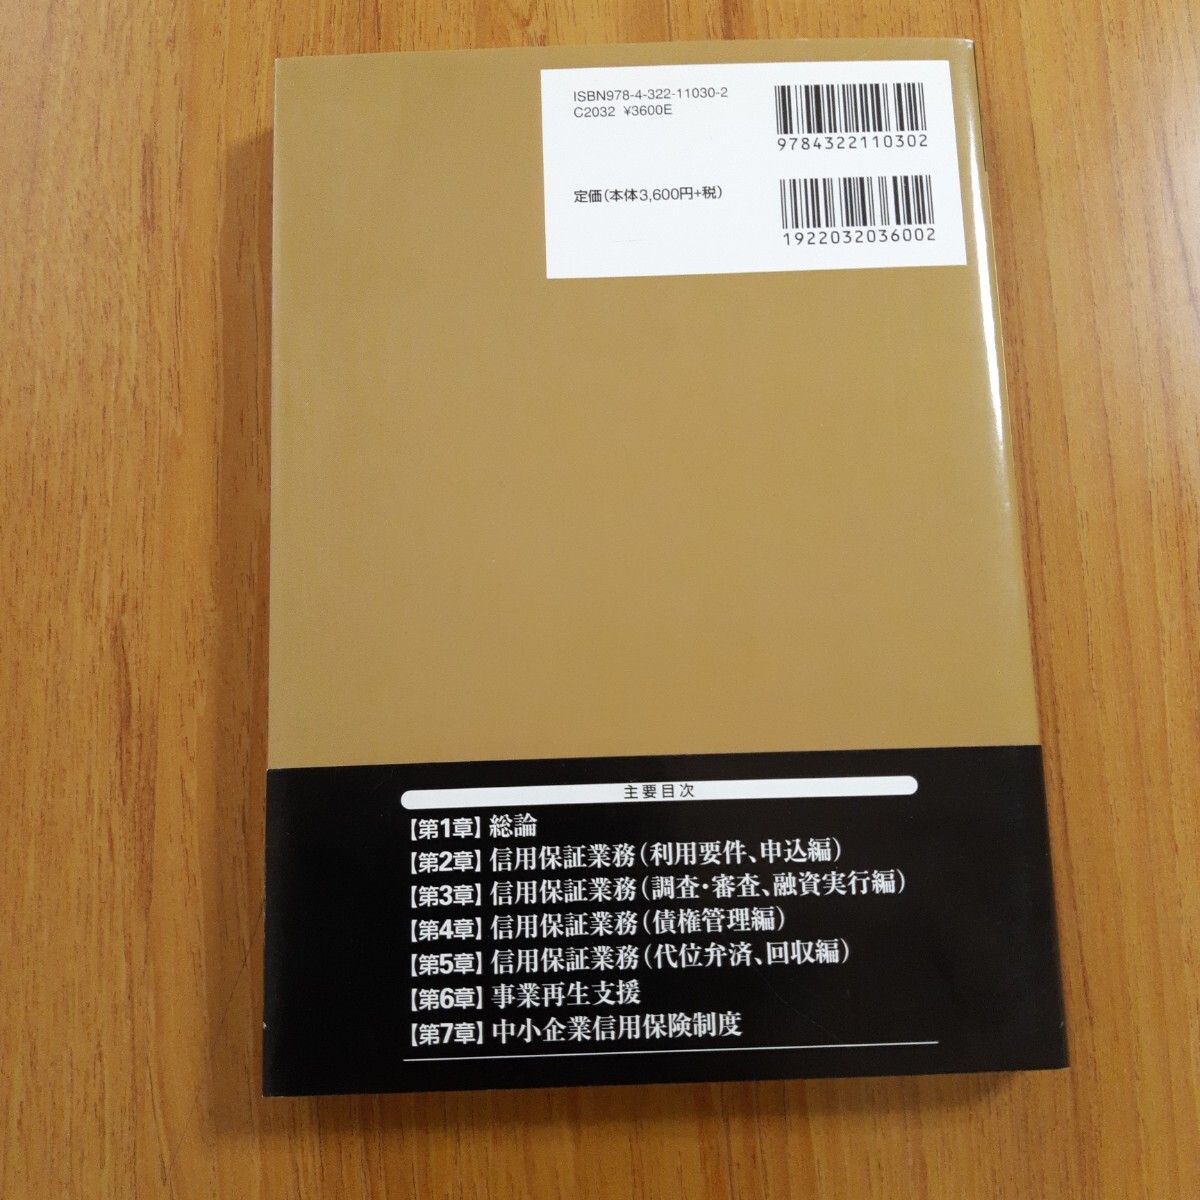 ISBN978-4-322-11030-2
C2032 ¥3600E
9784322110302
定価(本体3,600円+税)
1922032036002
主要目次
【第1章】総論
【第2章】信用保証業務(利用要件、申込編)
【第3章】信用保証業務(調査・審査、融資実行編)
【第4章】信用保証業務(債権管理編)
【第5章】信用保証業務(代位弁済、回収編)
【第6章】事業再生支援
【第7章】中小企業信用保険制度